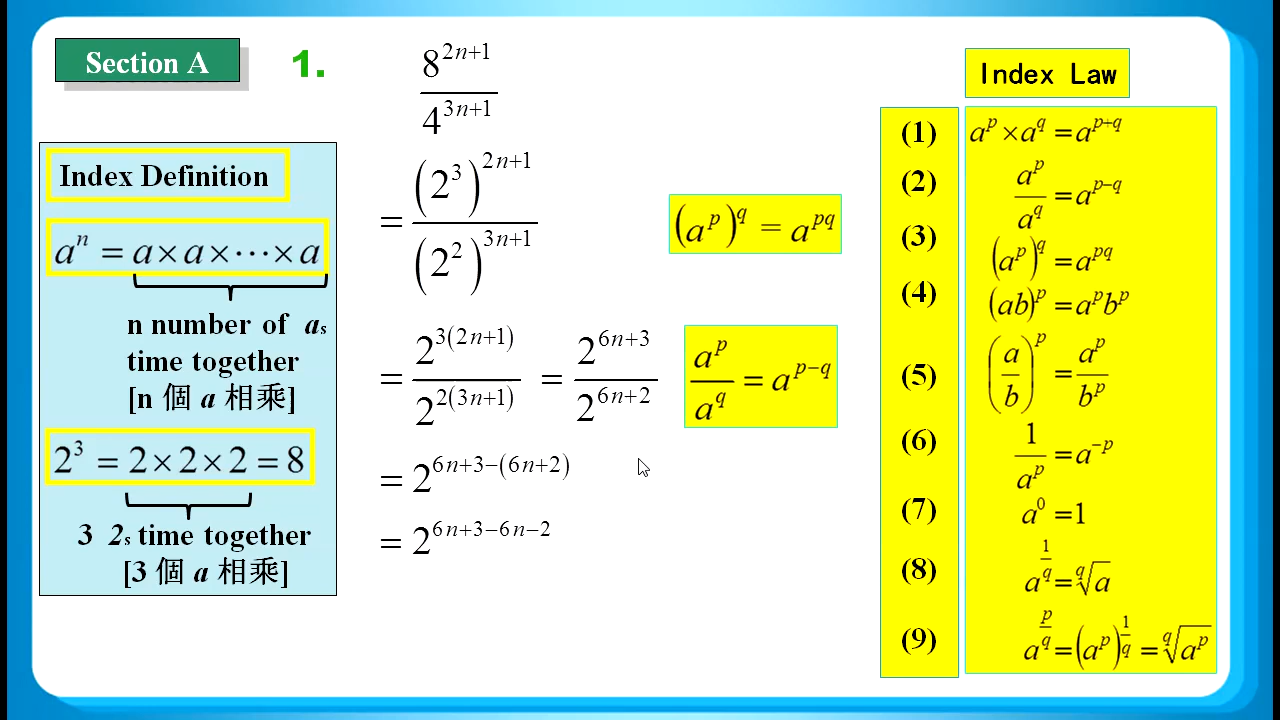 Section A
1.
8^{2n+1} / 4^{3n+1}
= (2^3)^{2n+1} / (2^2)^{3n+1}
(a^p)^q = a^{pq}
= 2^{3(2n+1)} / 2^{2(3n+1)} = 2^{6n+3} / 2^{6n+2}
a^p / a^q = a^{p−q}
= 2^{6n+3−(6n+2)}
= 2^{6n+3−6n−2}
Index Definition
a^n = a × a × ⋯ × a
n number of a_s
time together
[n 個 a 相乘]
2^3 = 2 × 2 × 2 = 8
3 2_s time together
[3 個 a 相乘]
Index Law
(1) a^p × a^q = a^{p+q}
(2) a^p / a^q = a^{p−q}
(3) (a^p)^q = a^{pq}
(4) (ab)^p = a^p b^p
(5) (a/b)^p = a^p / b^p
(6) 1 / a^p = a^{−p}
(7) a^0 = 1
(8) a^{1/q} = \sqrt[q]{a}
(9) a^{p/q} = (a^p)^{1/q} = \sqrt[q]{a^p}